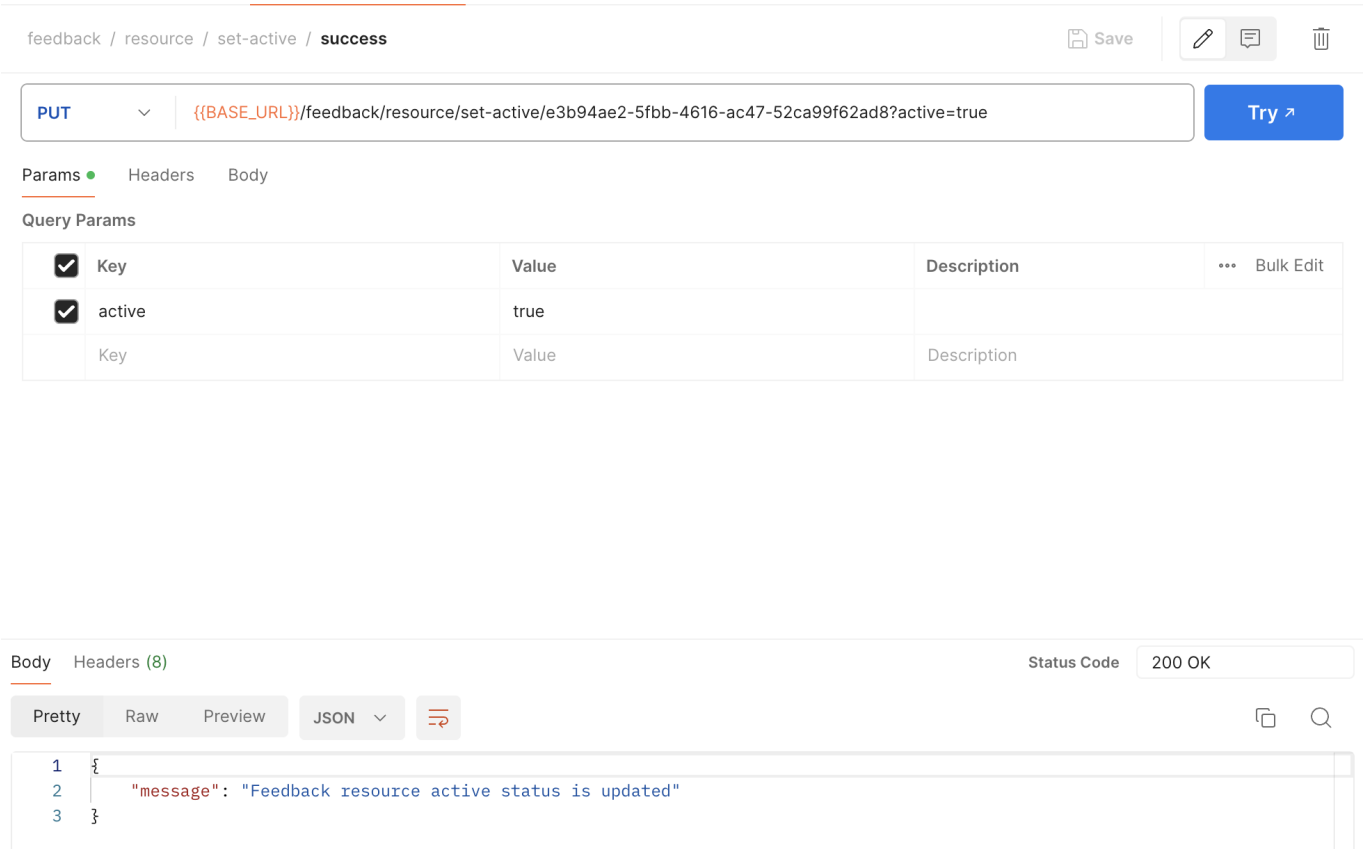 feedback / resource / set-active / success
Save
PUT
{{BASE_URL}}/feedback/resource/set-active/e3b94ae2-5fbb-4616-ac47-52ca99f62ad8?active=true
Try ↗
Params Headers Body
Query Params
Key Value Description ••• Bulk Edit
active true
Key Value Description
Body Headers (8) Status Code 200 OK
Pretty Raw Preview JSON
1 {
2 "message": "Feedback resource active status is updated"
3 }